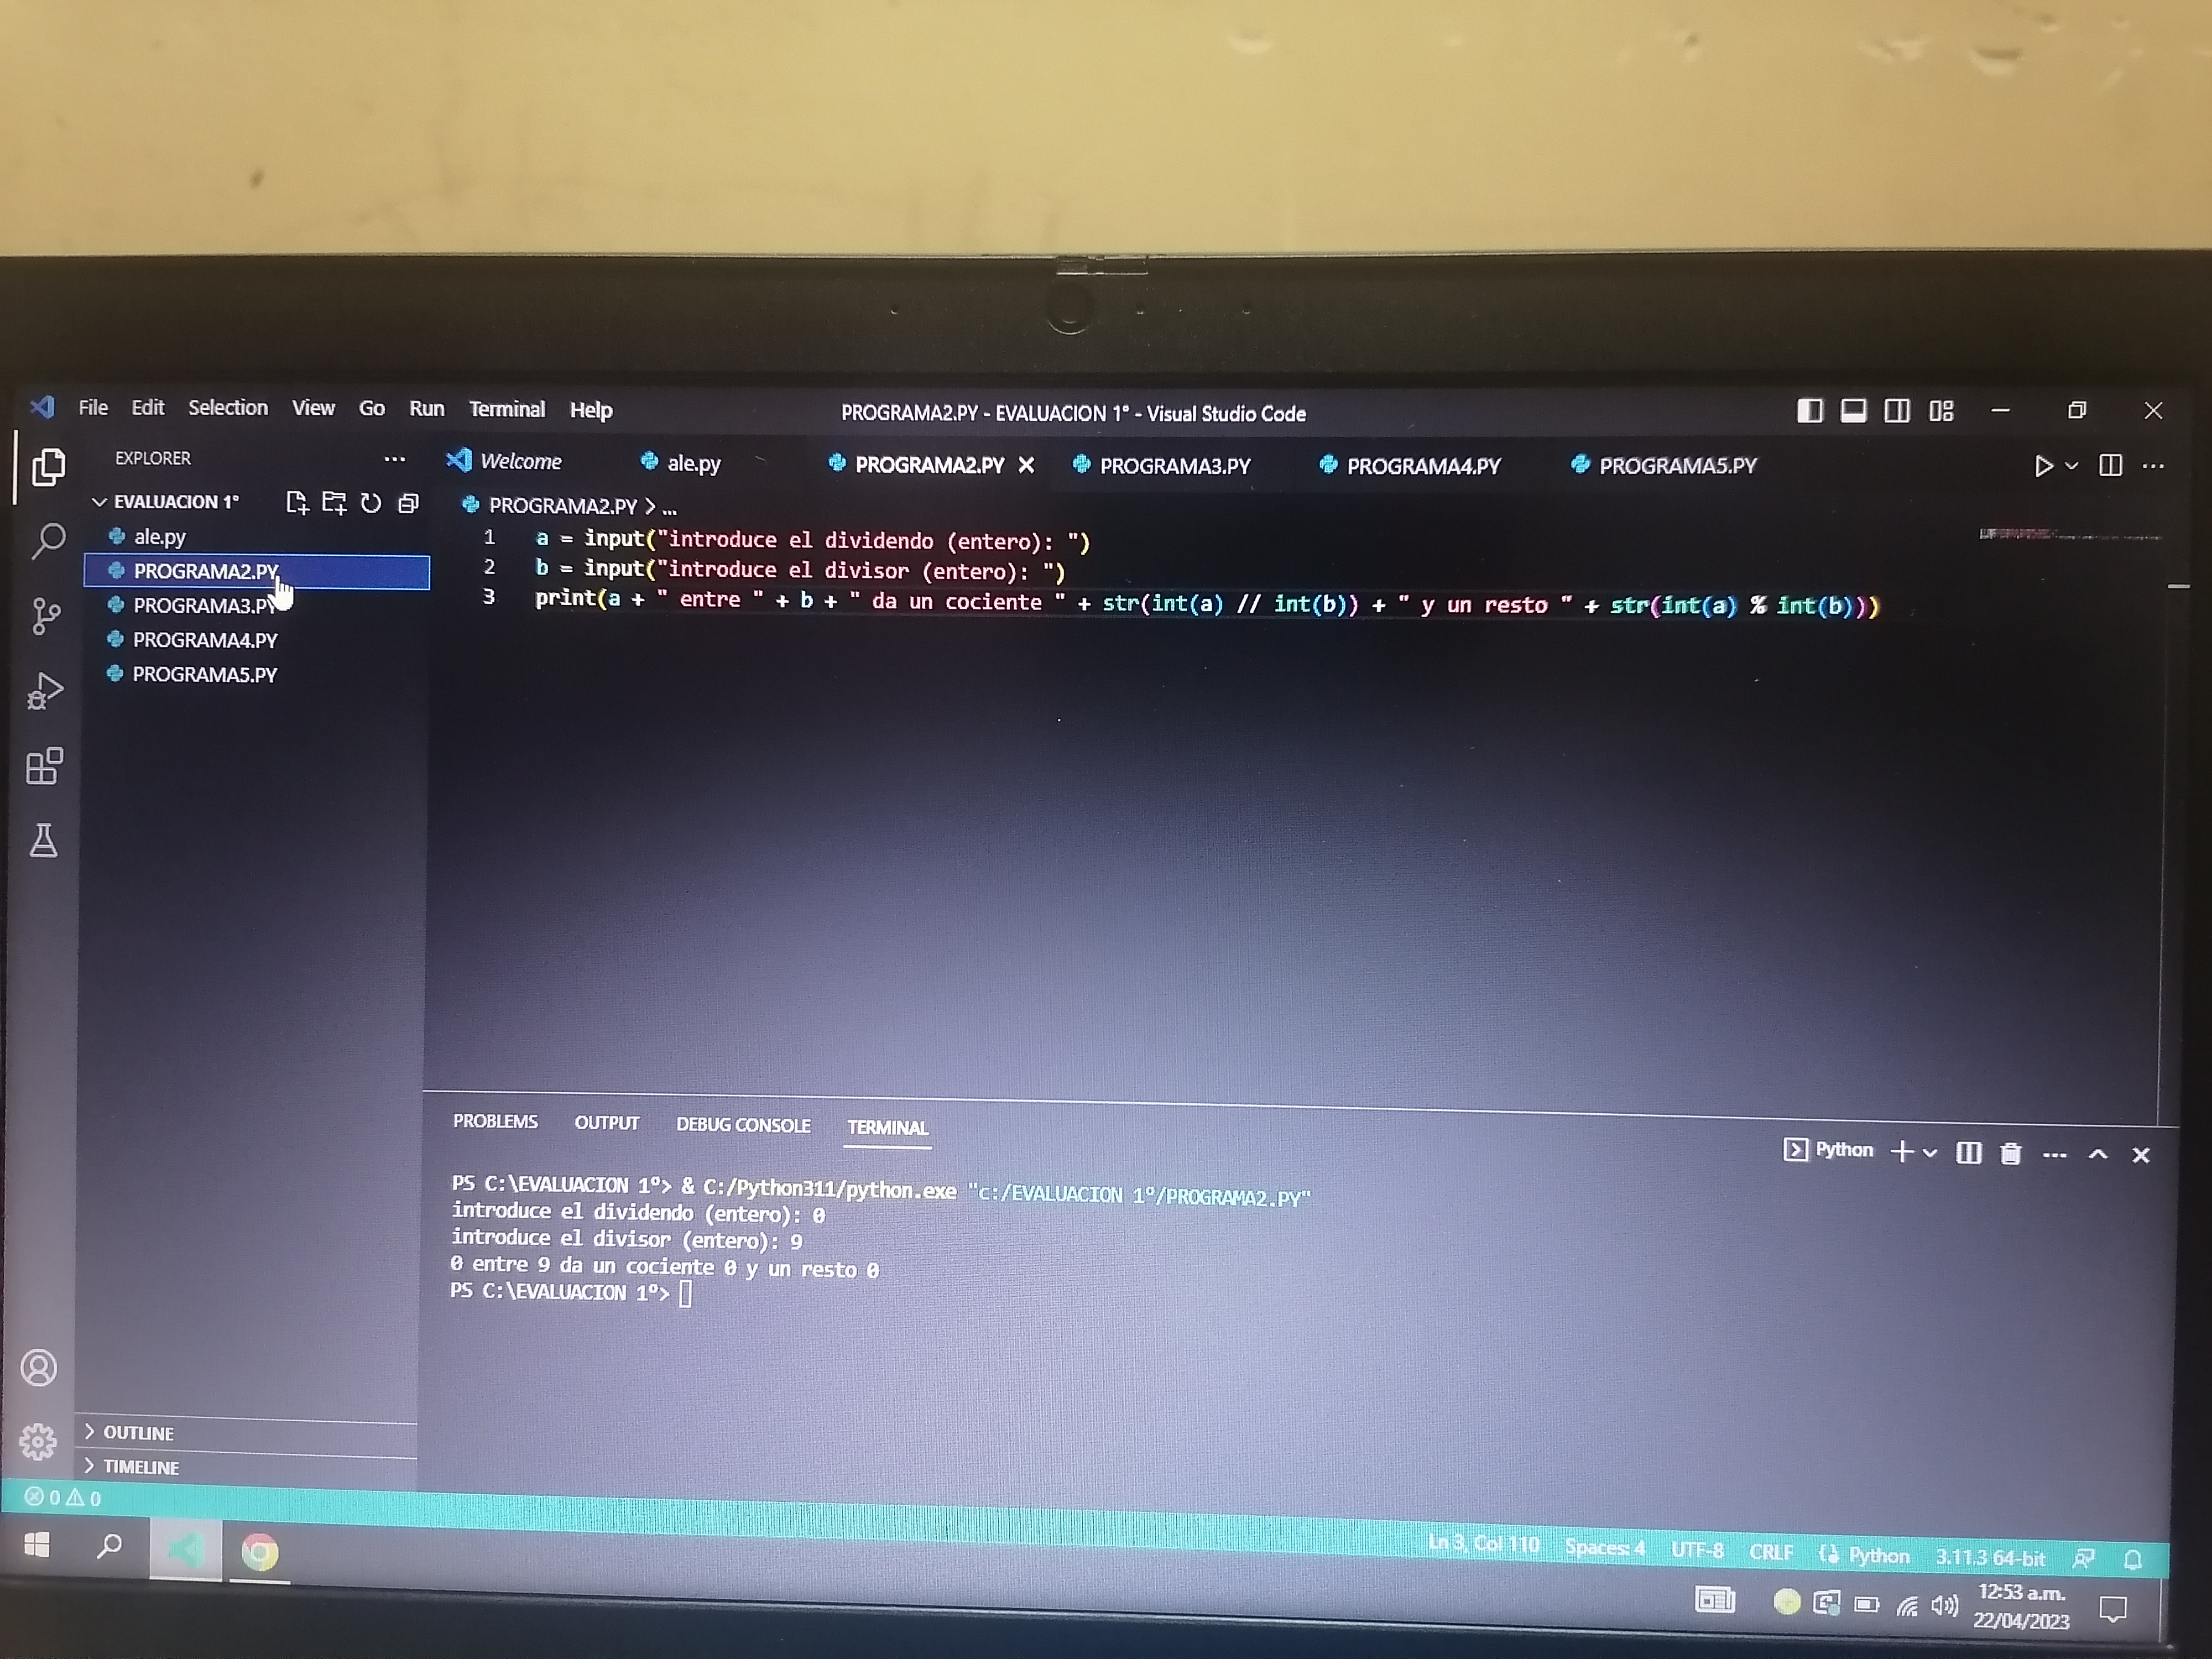 File Edit Selection View Go Run Terminal Help
PROGRAMA2.PY - EVALUACION 1° - Visual Studio Code
EXPLORER
EVALUACION 1°
ale.py
PROGRAMA2.PY
PROGRAMA3.PY
PROGRAMA4.PY
PROGRAMA5.PY
OUTLINE
TIMELINE
Welcome ale.py PROGRAMA2.PY PROGRAMA3.PY PROGRAMA4.PY PROGRAMA5.PY
PROGRAMA2.PY > ...
1 a = input("introduce el dividendo (entero): ")
2 b = input("introduce el divisor (entero): ")
3 print(a + " entre " + b + " da un cociente " + str(int(a) // int(b)) + " y un resto " + str(int(a) % int(b)))
PROBLEMS OUTPUT DEBUG CONSOLE TERMINAL
Python
PS C:\EVALUACION 1º> & C:/Python311/python.exe "c:/EVALUACION 1º/PROGRAMA2.PY"
introduce el dividendo (entero): 0
introduce el divisor (entero): 9
0 entre 9 da un cociente 0 y un resto 0
PS C:\EVALUACION 1º>
0 0
Ln 3, Col 110 Spaces: 4 UTF-8 CRLF Python 3.11.3 64-bit
12:53 a.m.
22/04/2023